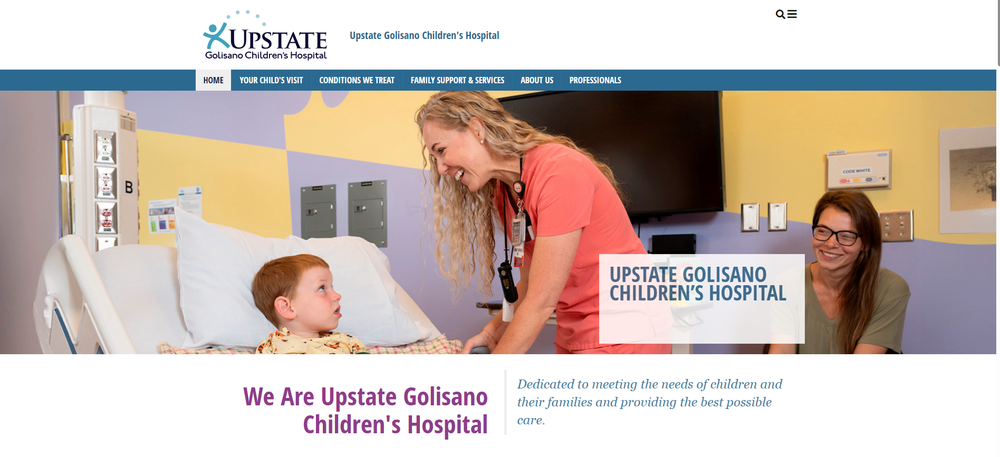 UPSTATE
Golisano Children's Hospital
Upstate Golisano Children's Hospital
HOME
YOUR CHILD'S VISIT
CONDITIONS WE TREAT
FAMILY SUPPORT & SERVICES
ABOUT US
PROFESSIONALS
B
CODE WHITE
CODE WHITE
UPSTATE GOLISANO
CHILDREN’S HOSPITAL
We Are Upstate Golisano
Children's Hospital
Dedicated to meeting the needs of children and
their families and providing the best possible
care.